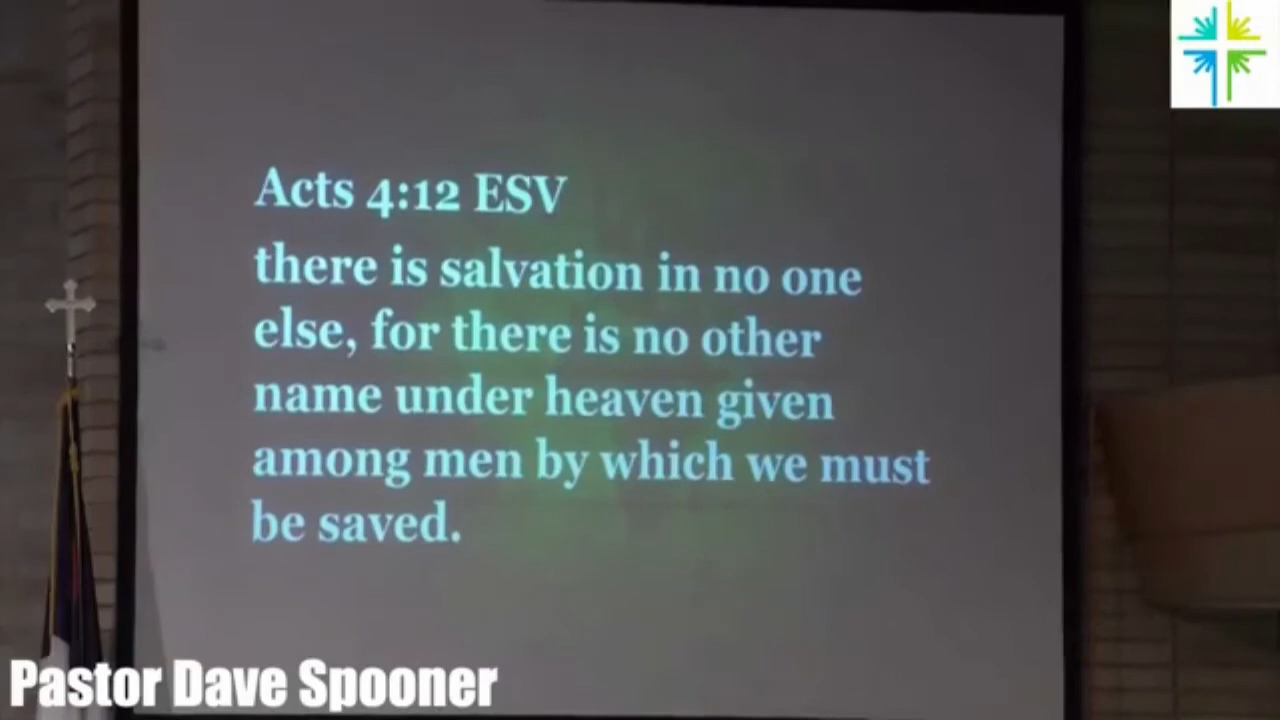 Acts 4:12 ESV
there is salvation in no one
else, for there is no other
name under heaven given
among men by which we must
be saved.
Pastor Dave Spooner